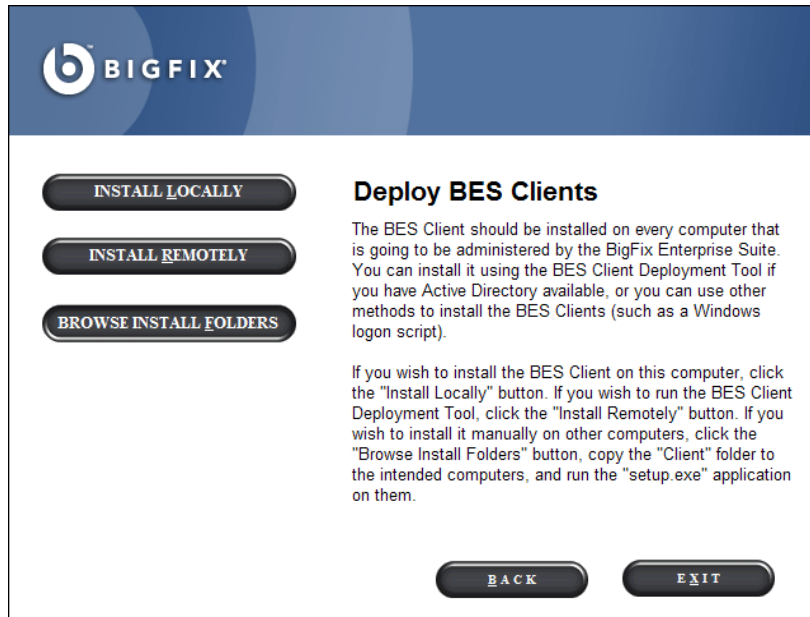 BIGFIX
INSTALL LOCALLY
INSTALL REMOTELY
BROWSE INSTALL FOLDERS
Deploy BES Clients
The BES Client should be installed on every computer that
is going to be administered by the BigFix Enterprise Suite.
You can install it using the BES Client Deployment Tool if
you have Active Directory available, or you can use other
methods to install the BES Clients (such as a Windows
logon script).
If you wish to install the BES Client on this computer, click
the "Install Locally" button. If you wish to run the BES Client
Deployment Tool, click the "Install Remotely" button. If you
wish to install it manually on other computers, click the
"Browse Install Folders" button, copy the "Client" folder to
the intended computers, and run the "setup.exe" application
on them.
BACK
EXIT